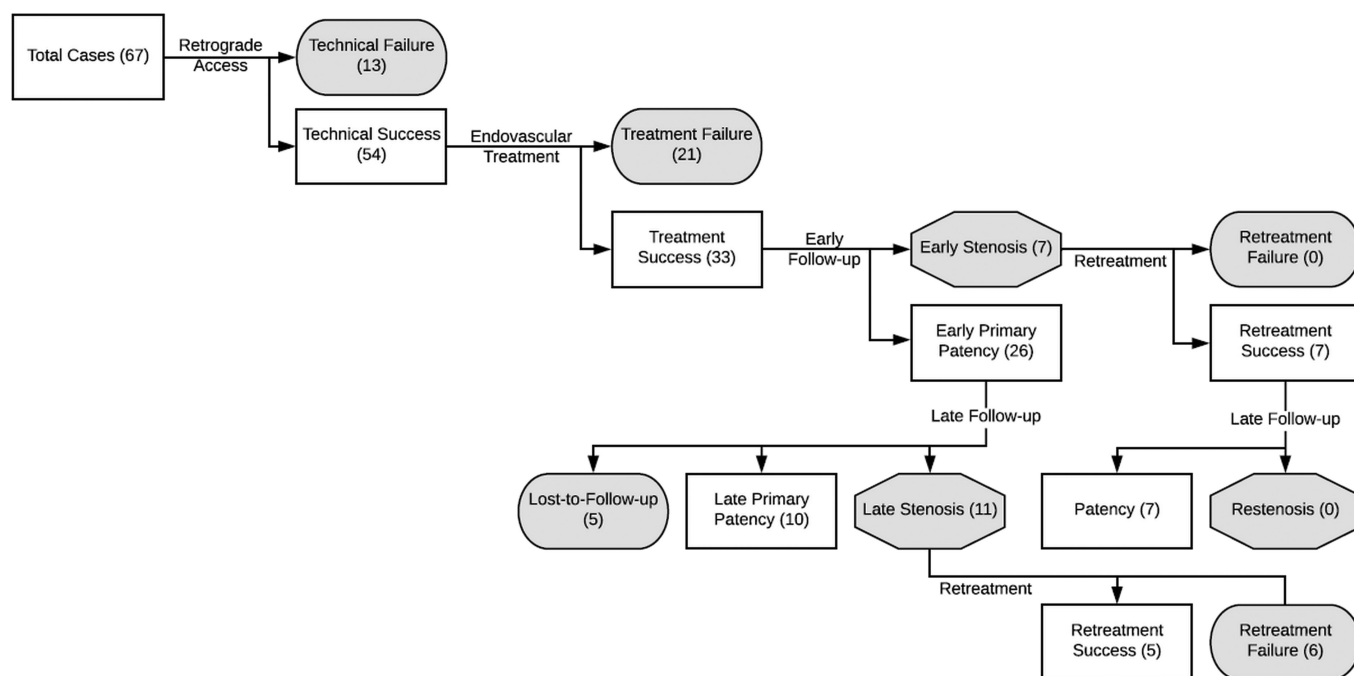 Total Cases (67)
Retrograde
Access
Technical Failure
(13)
Technical Success
(54)
Endovascular
Treatment
Treatment Failure
(21)
Treatment
Success (33)
Early
Follow-up
Early Stenosis (7)
Retreatment
Retreatment
Failure (0)
Early Primary
Patency (26)
Retreatment
Success (7)
Late Follow-up
Late Follow-up
Lost-to-Follow-up
(5)
Late Primary
Patency (10)
Late Stenosis (11)
Patency (7)
Restenosis (0)
Retreatment
Retreatment
Success (5)
Retreatment
Failure (6)